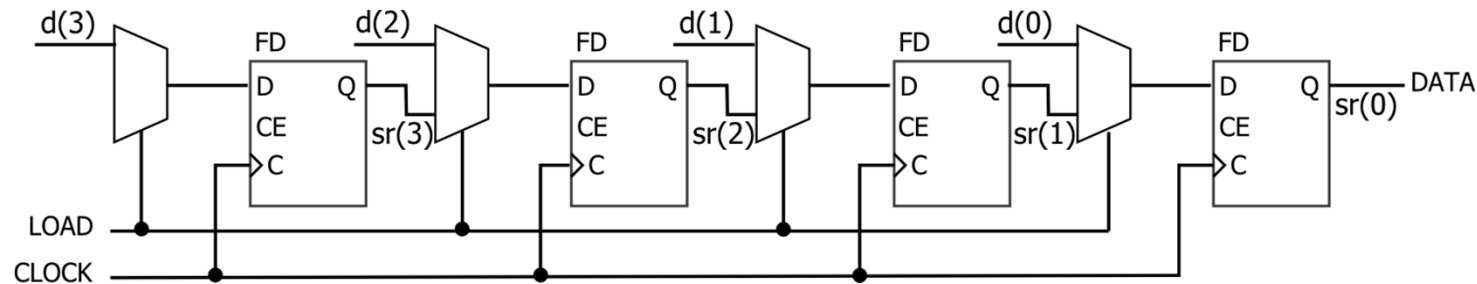 d(3) d(2) d(1) d(0)
FD FD FD FD
D Q D Q D Q D Q DATA
CE sr(3) CE sr(2) CE sr(1) CE sr(0)
C C C C
LOAD
CLOCK